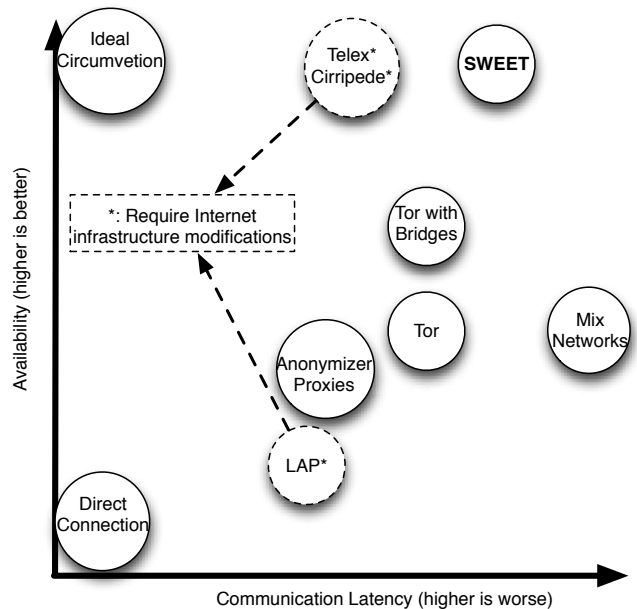 Ideal
Circumvetion
Telex*
Cirripede*
SWEET
*: Require Internet
infrastructure modifications
Tor with
Bridges
Tor
Mix
Networks
Anonymizer
Proxies
LAP*
Direct
Connection
Availability (higher is better)
Communication Latency (higher is worse)